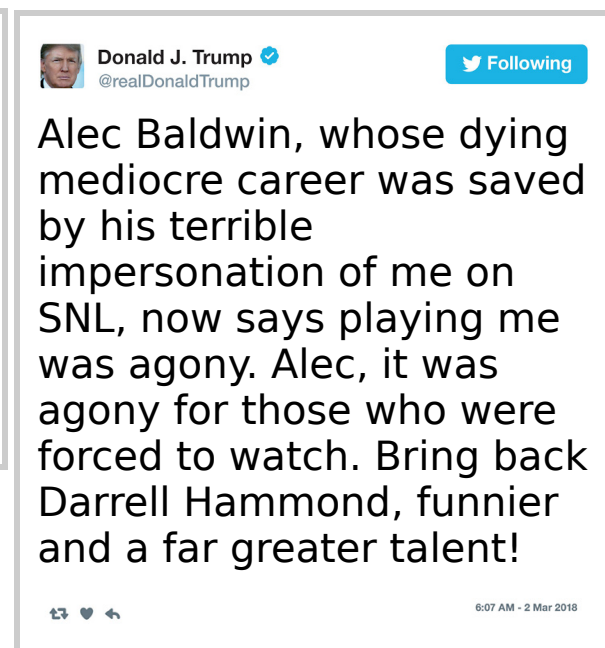 Donald J. Trump
@realDonaldTrump
Following
Alec Baldwin, whose dying
mediocre career was saved
by his terrible
impersonation of me on
SNL, now says playing me
was agony. Alec, it was
agony for those who were
forced to watch. Bring back
Darrell Hammond, funnier
and a far greater talent!
6:07 AM - 2 Mar 2018